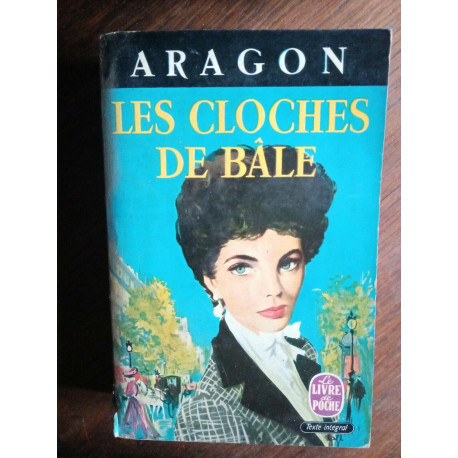 ARAGON
LES CLOCHES
DE BÂLE
Le
LIVRE
de
POCHE
Texte intégral